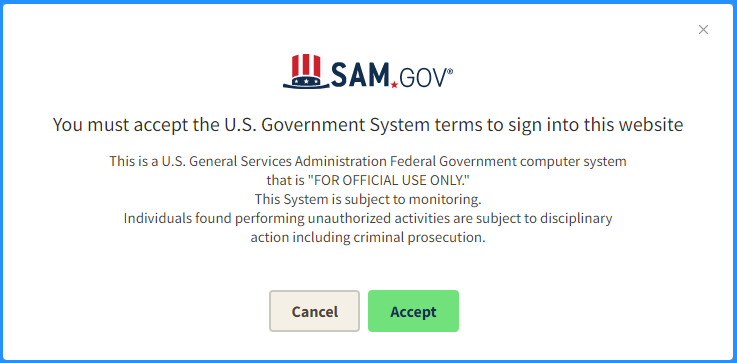 SAM.GOV®
You must accept the U.S. Government System terms to sign into this website
This is a U.S. General Services Administration Federal Government computer system
that is "FOR OFFICIAL USE ONLY."
This System is subject to monitoring.
Individuals found performing unauthorized activities are subject to disciplinary
action including criminal prosecution.
Cancel
Accept